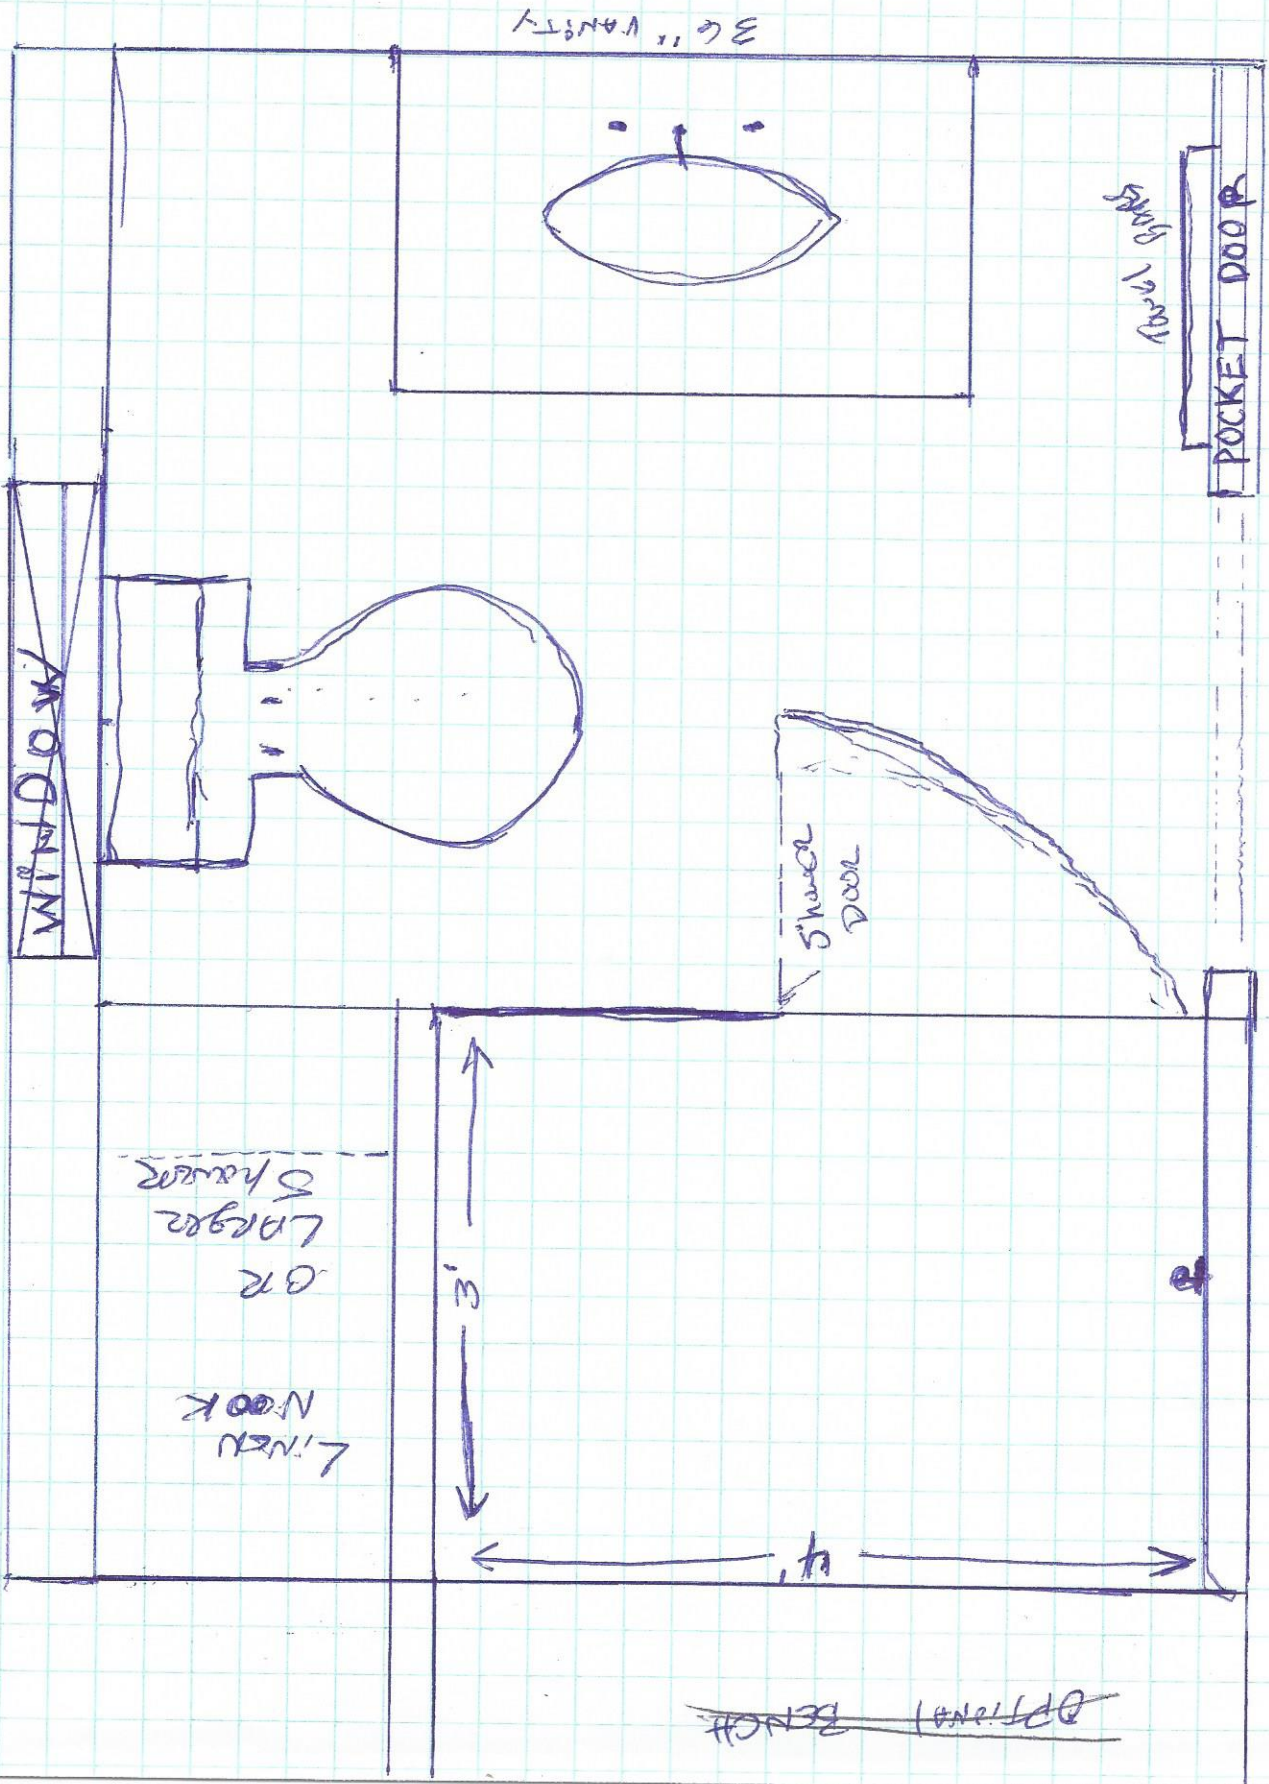 36" VANITY
TOWEL BARS
POCKET DOOR
WINDOW
Shower
DOOR
LINEN
NOOK
OR
LARger
Shower
3'
4'
OPTIONAl BENCH